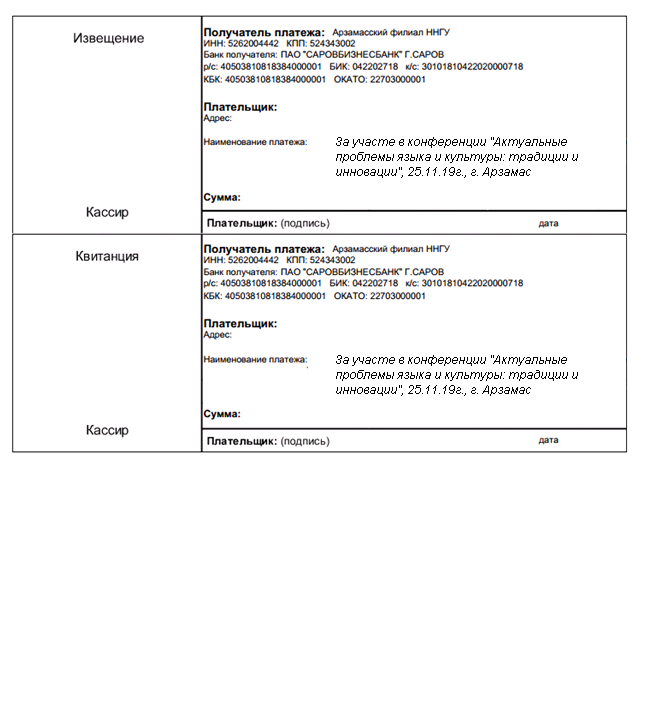 Извещение
Получатель платежа: Арзамасский филиал ННГУ
ИНН: 5262004442 КПП: 524343002
Банк получателя: ПАО "САРОВБИЗНЕСБАНК" Г.САРОВ
р/с: 40503810818384000001 БИК: 042202718 к/с: 30101810422020000718
КБК: 40503810818384000001 ОКАТО: 22703000001
Плательщик:
Адрес:
Наименование платежа: За участе в конференции "Актуальные
проблемы языка и культуры: традиции и
инновации", 25.11.19г., г. Арзамас
Сумма:
Кассир
Плательщик: (подпись) дата
Квитанция
Получатель платежа: Арзамасский филиал ННГУ
ИНН: 5262004442 КПП: 524343002
Банк получателя: ПАО "САРОВБИЗНЕСБАНК" Г.САРОВ
р/с: 40503810818384000001 БИК: 042202718 к/с: 30101810422020000718
КБК: 40503810818384000001 ОКАТО: 22703000001
Плательщик:
Адрес:
Наименование платежа: За участе в конференции "Актуальные
проблемы языка и культуры: традиции и
инновации", 25.11.19г., г. Арзамас
Сумма:
Кассир
Плательщик: (подпись) дата